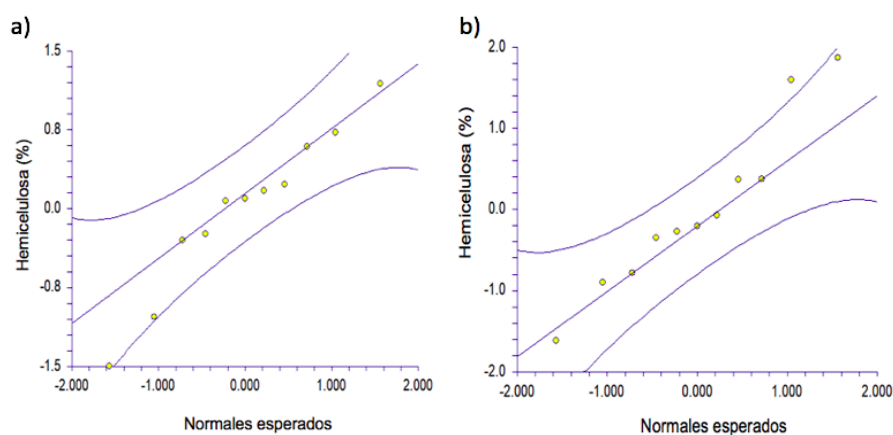 a)
1.5
0.8
0.0
-0.8
-1.5
Hemicelulosa (%)
-2.000 -1.000 0.000 1.000 2.000
Normales esperados
b)
2.0
1.0
0.0
-1.0
-2.0
Hemicelulosa (%)
-2.000 -1.000 0.000 1.000 2.000
Normales esperados